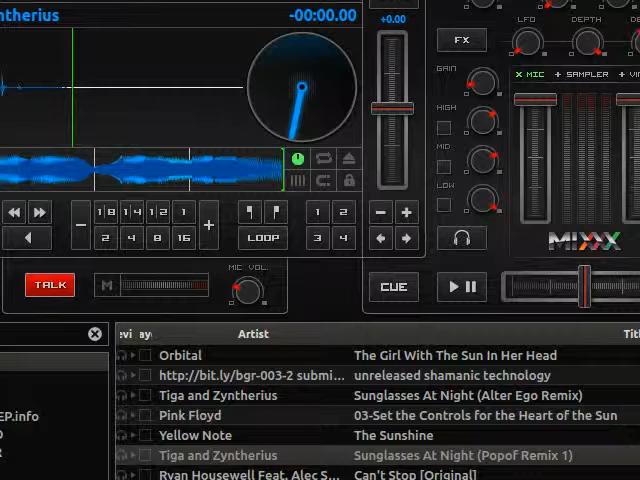 yntherius -00:00.00
+0.00
LFO DEPTH
FX
GAIN
X MIC + SAMPLER + VIN
HIGH
MID
LOW
1|8 1|4 1|2 1
2 4 8 16
LOOP
1 2
3 4
MIXXX
TALK M MIC VOL.
CUE
evi ay Artist Titl
Orbital The Girl With The Sun In Her Head
http://bit.ly/bgr-003-2 submi... unreleased shamanic technology
Tiga and Zyntherius Sunglasses At Night (Alter Ego Remix)
EP.info Pink Floyd 03-Set the Controls for the Heart of the Sun
Yellow Note The Sunshine
Tiga and Zyntherius Sunglasses At Night (Popof Remix 1)
Ryan Housewell Feat. Alec S... Can't Stop [Original]